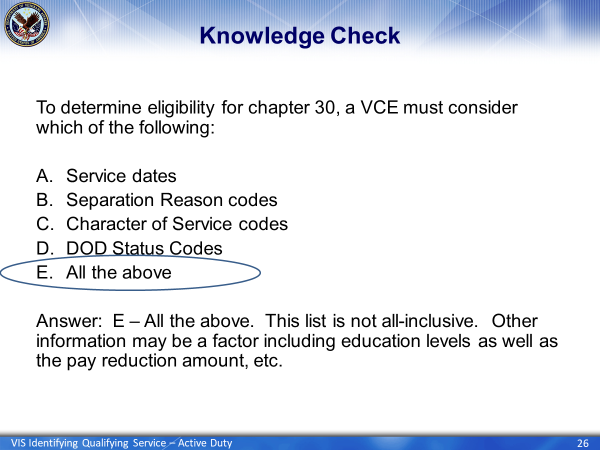 Knowledge Check
To determine eligibility for chapter 30, a VCE must consider
which of the following:
A. Service dates
B. Separation Reason codes
C. Character of Service codes
D. DOD Status Codes
E. All the above
Answer: E – All the above. This list is not all-inclusive. Other
information may be a factor including education levels as well as
the pay reduction amount, etc.
VIS Identifying Qualifying Service – Active Duty
26